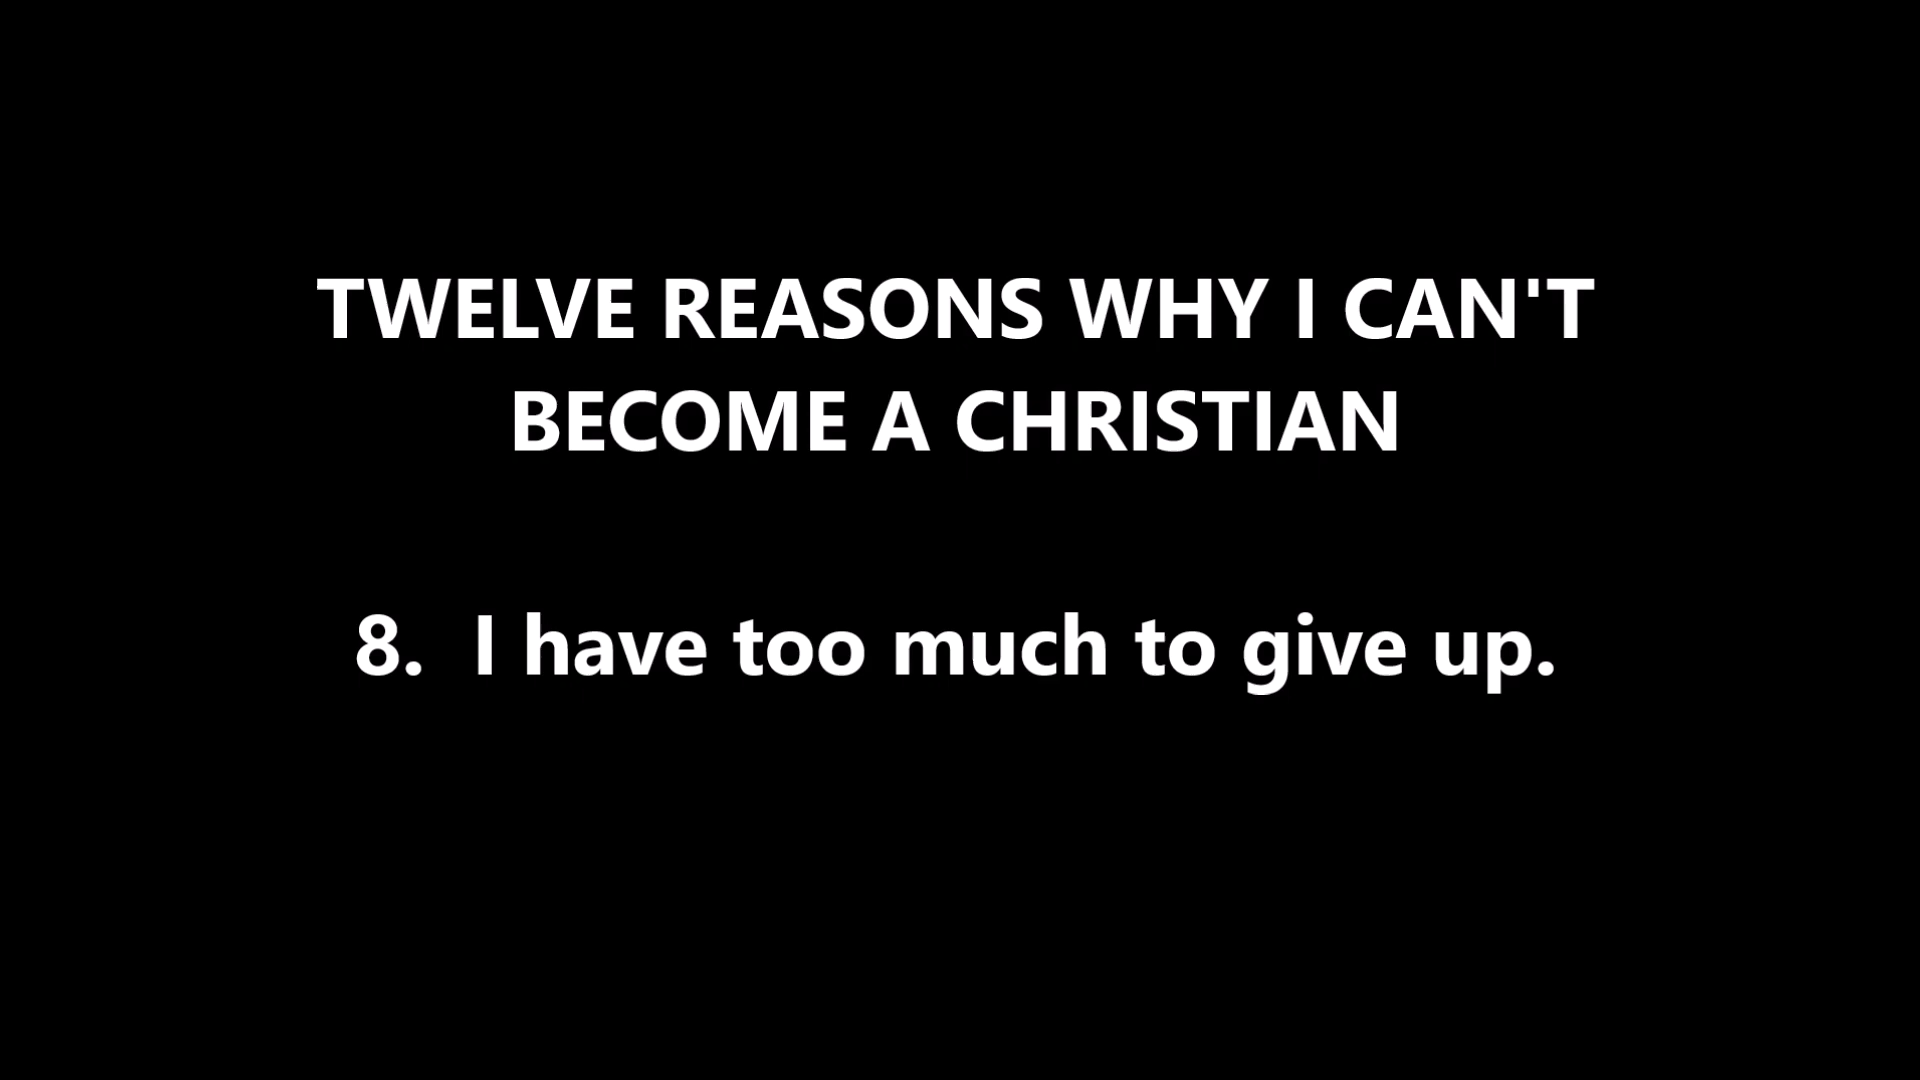 TWELVE REASONS WHY I CAN'T
BECOME A CHRISTIAN
8. I have too much to give up.